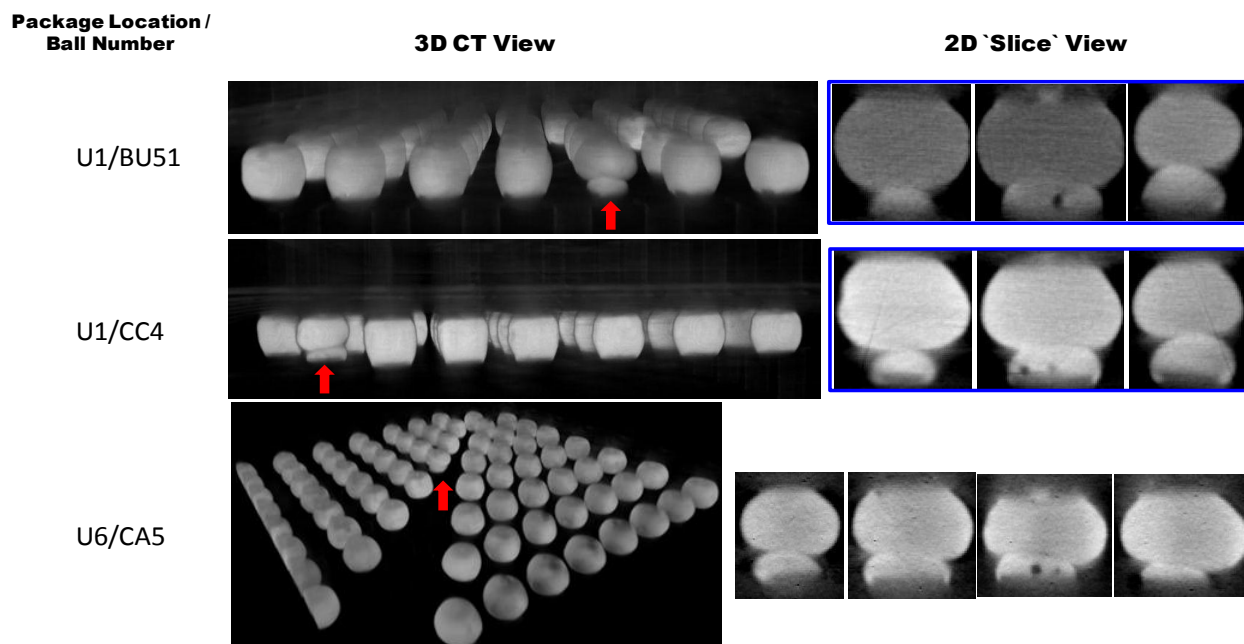 Package Location /
Ball Number
3D CT View
2D `Slice` View
U1/BU51
U1/CC4
U6/CA5